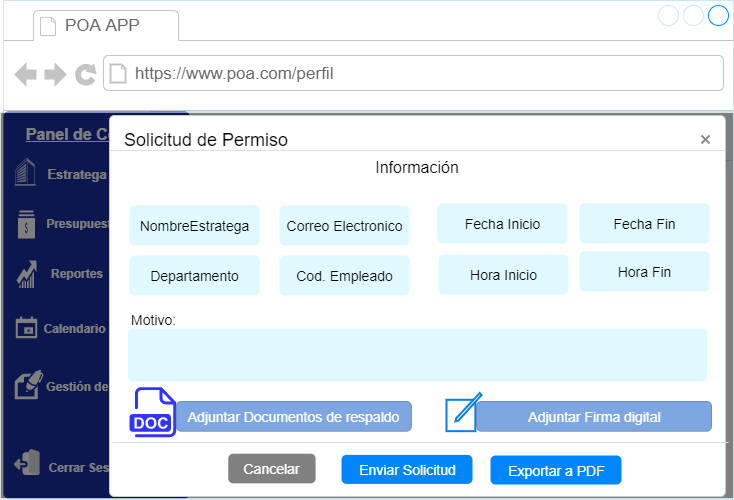 POA APP
https://www.poa.com/perfil
Panel de C
Solicitud de Permiso
×
Información
Estratega
NombreEstratega Correo Electronico Fecha Inicio Fecha Fin
Presupuest
$
Departamento Cod. Empleado Hora Inicio Hora Fin
Reportes
Motivo:
Calendario
Gestión de
DOC
Adjuntar Documentos de respaldo
Adjuntar Firma digital
Cerrar Ses
Cancelar Enviar Solicitud Exportar a PDF